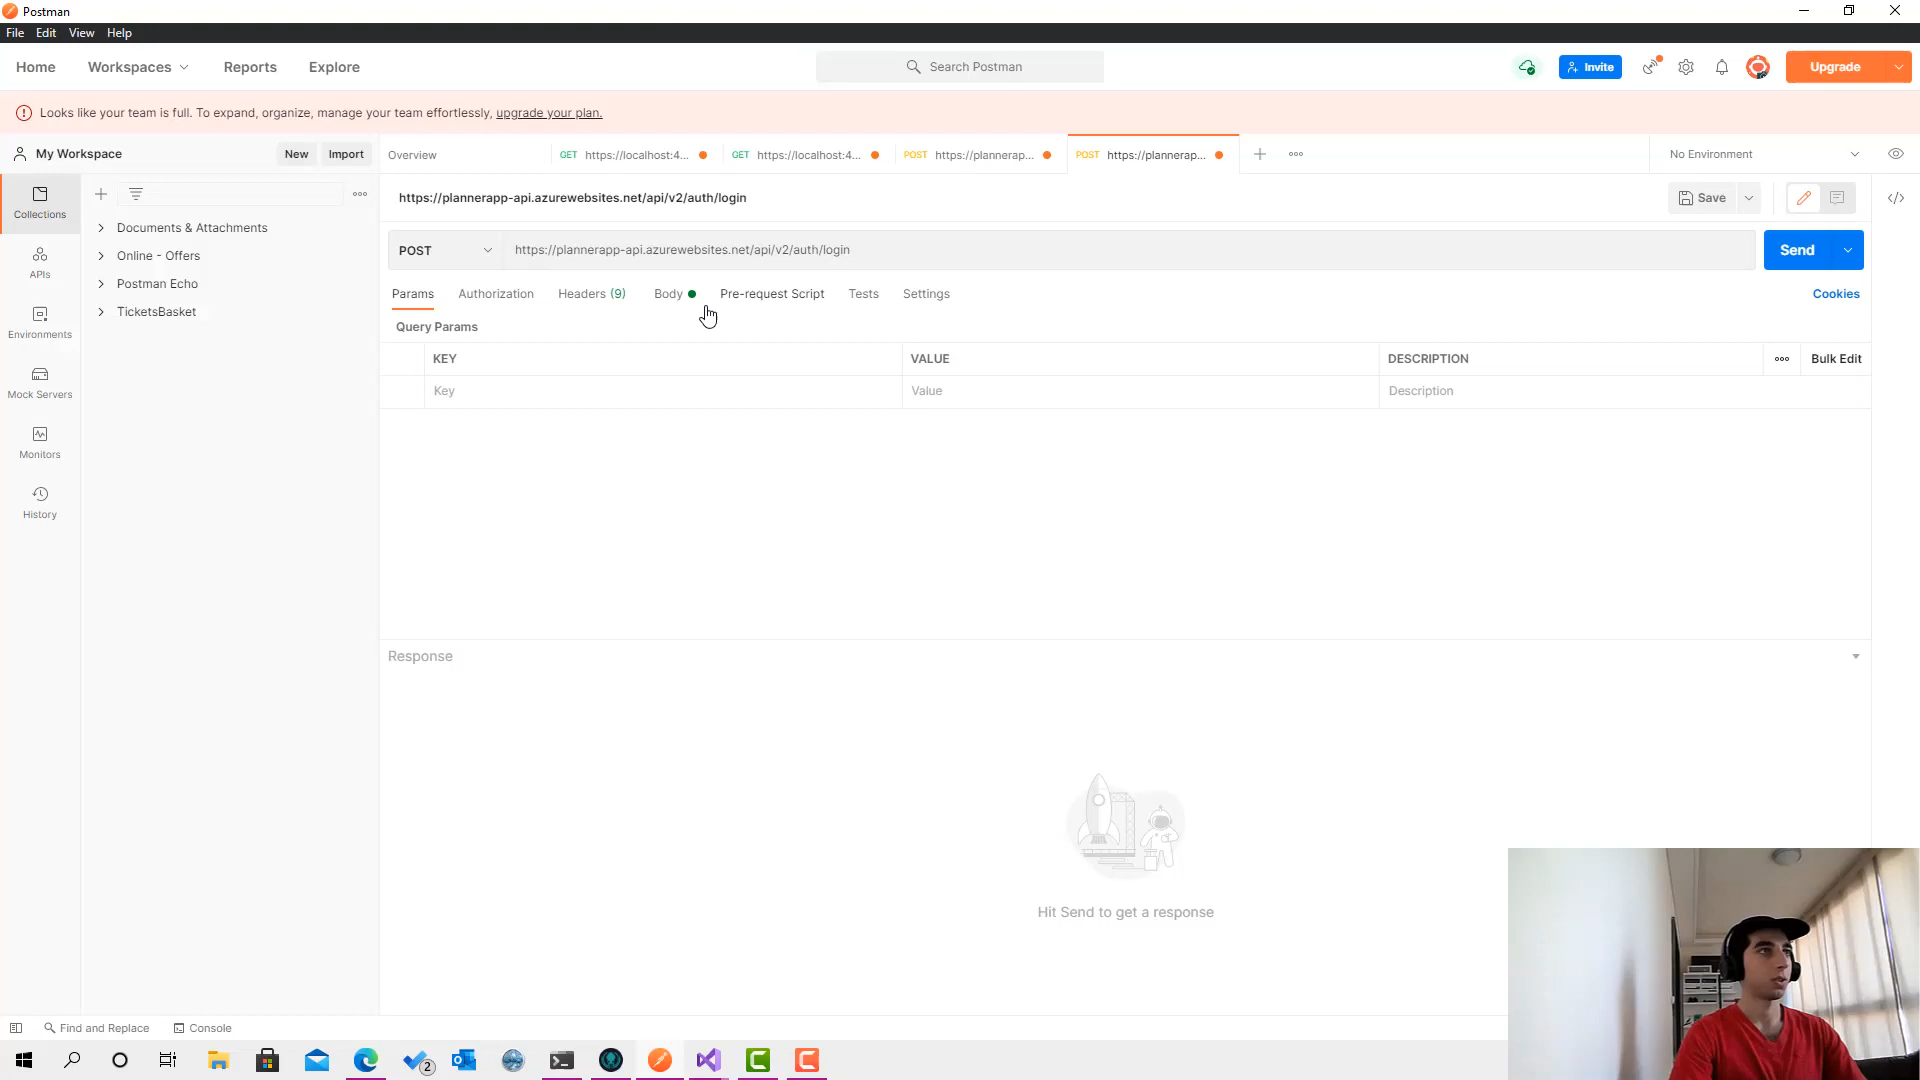 Postman
File Edit View Help
Home Workspaces Reports Explore
Search Postman
Invite
Upgrade
Looks like your team is full. To expand, organize, manage your team effortlessly, upgrade your plan.
My Workspace
New Import
Overview
GET https://localhost:4...
GET https://localhost:4...
POST https://plannerap...
POST https://plannerap...
No Environment
Collections
APIs
Environments
Mock Servers
Monitors
History
Documents & Attachments
Online - Offers
Postman Echo
TicketsBasket
https://plannerapp-api.azurewebsites.net/api/v2/auth/login
Save
POST https://plannerapp-api.azurewebsites.net/api/v2/auth/login
Send
Params Authorization Headers (9) Body Pre-request Script Tests Settings
Cookies
Query Params
KEY VALUE DESCRIPTION
Bulk Edit
Key Value Description
Response
Hit Send to get a response
Find and Replace Console
2